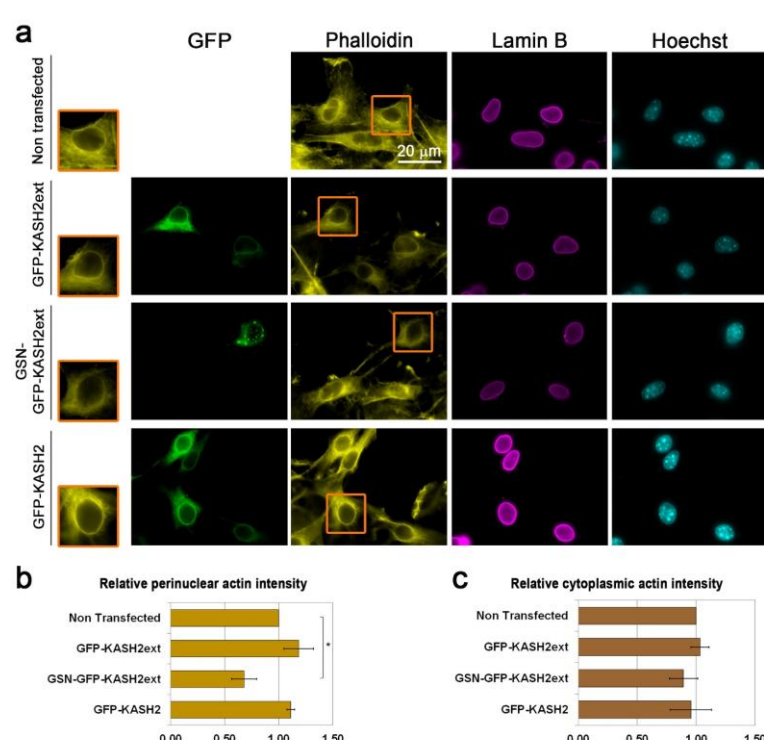 a
GFP Phalloidin Lamin B Hoechst
Non transfected
20 μm
GFP-KASH2ext
GSN-
GFP-KASH2ext
GFP-KASH2
b
Relative perinuclear actin intensity
Non Transfected
GFP-KASH2ext
GSN-GFP-KASH2ext
GFP-KASH2
*
0.00 0.50 1.00 1.50
c
Relative cytoplasmic actin intensity
Non Transfected
GFP-KASH2ext
GSN-GFP-KASH2ext
GFP-KASH2
0.00 0.50 1.00 1.50